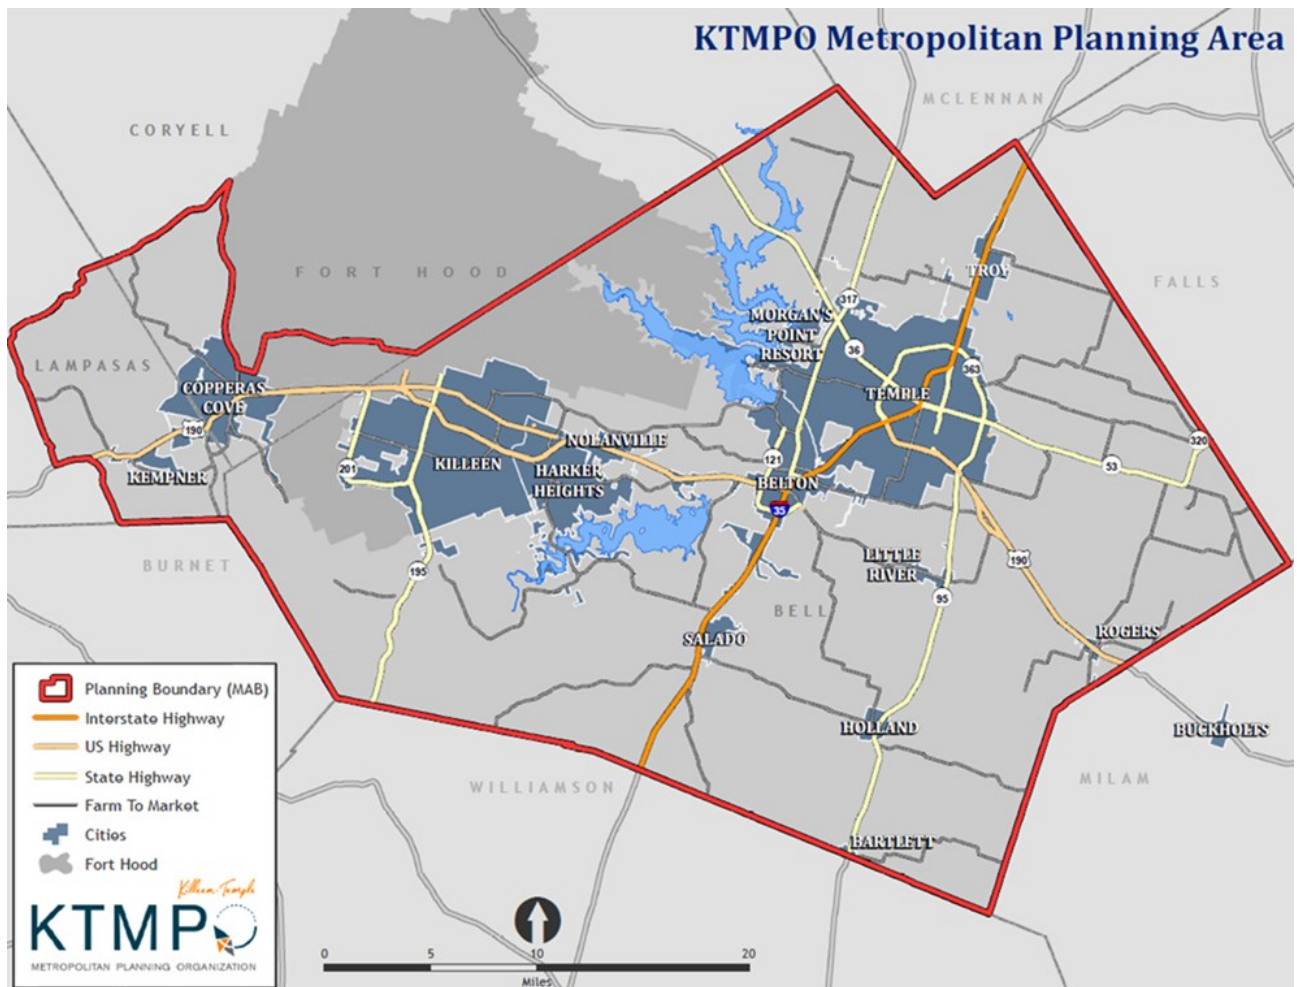 KTMPO Metropolitan Planning Area
MCLENNAN
CORYELL
FORT HOOD
FALLS
TROY
317
MORGAN'S
POINT
RESORT
36
363
LAMPASAS
COPPERAS
COVE
TEMPLE
190
NOLANVILLE
320
KILLEEN
HARKER
HEIGHTS
201
121
53
KEMPNER
BELTON
35
BURNET
195
LITTLE
RIVER
190
95
BELL
SALADO
ROGERS
HOLLAND
BUCKHOLTS
WILLIAMSON
MILAM
BARTLETT
Planning Boundary (MAB)
Interstate Highway
US Highway
State Highway
Farm To Market
Cities
Fort Hood
Killeen-Temple
KTMPO
METROPOLITAN PLANNING ORGANIZATION
0 5 10 20
Miles